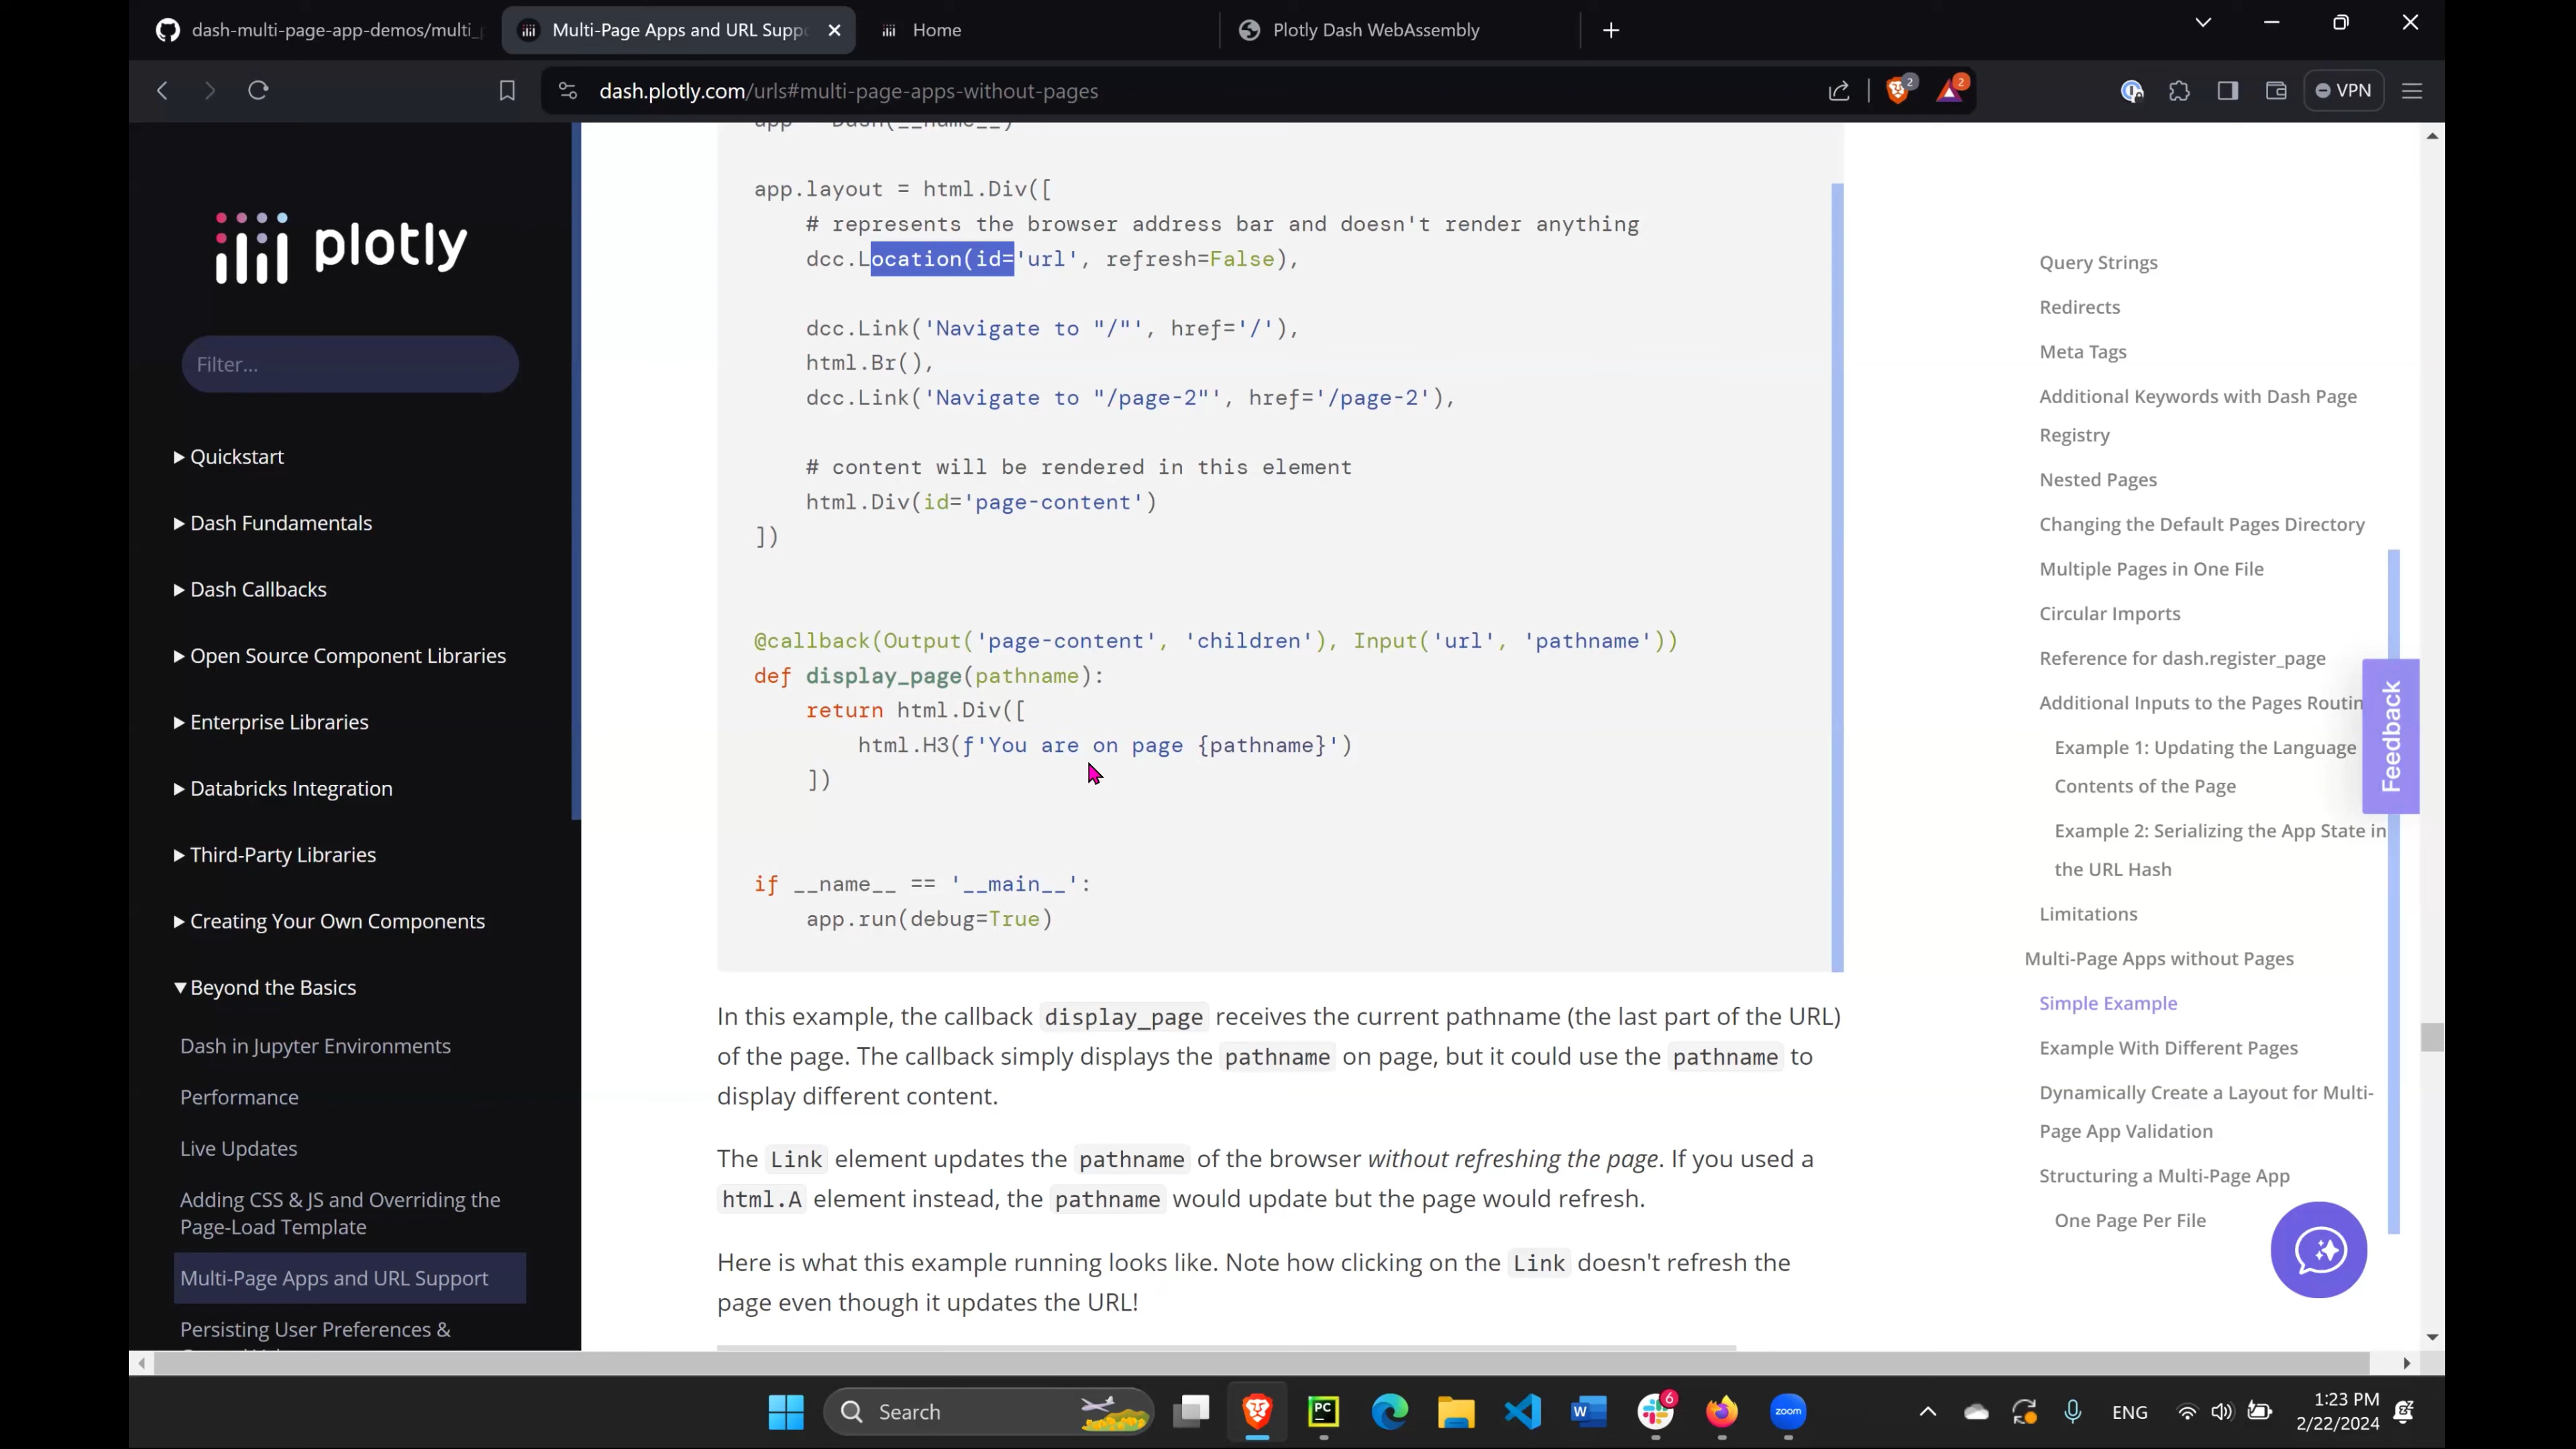 dash-multi-page-app-demos/multi_p
Multi-Page Apps and URL Suppo
Home
Plotly Dash WebAssembly
dash.plotly.com/urls#multi-page-apps-without-pages
2
2
VPN
plotly
Filter...
Quickstart
Dash Fundamentals
Dash Callbacks
Open Source Component Libraries
Enterprise Libraries
Databricks Integration
Third-Party Libraries
Creating Your Own Components
Beyond the Basics
Dash in Jupyter Environments
Performance
Live Updates
Adding CSS & JS and Overriding the
Page-Load Template
Multi-Page Apps and URL Support
Persisting User Preferences &
app = Dash(__name__)
app.layout = html.Div([
# represents the browser address bar and doesn't render anything
dcc.Location(id='url', refresh=False),
dcc.Link('Navigate to "/"', href='/'),
html.Br(),
dcc.Link('Navigate to "/page-2"', href='/page-2'),
# content will be rendered in this element
html.Div(id='page-content')
])
@callback(Output('page-content', 'children'), Input('url', 'pathname'))
def display_page(pathname):
return html.Div([
html.H3(f'You are on page {pathname}')
])
if __name__ == '__main__':
app.run(debug=True)
In this example, the callback display_page receives the current pathname (the last part of the URL)
of the page. The callback simply displays the pathname on page, but it could use the pathname to
display different content.
The Link element updates the pathname of the browser without refreshing the page. If you used a
html.A element instead, the pathname would update but the page would refresh.
Here is what this example running looks like. Note how clicking on the Link doesn't refresh the
page even though it updates the URL!
Query Strings
Redirects
Meta Tags
Additional Keywords with Dash Page
Registry
Nested Pages
Changing the Default Pages Directory
Multiple Pages in One File
Circular Imports
Reference for dash.register_page
Additional Inputs to the Pages Routin
Example 1: Updating the Language
Contents of the Page
Example 2: Serializing the App State in
the URL Hash
Limitations
Multi-Page Apps without Pages
Simple Example
Example With Different Pages
Dynamically Create a Layout for Multi-
Page App Validation
Structuring a Multi-Page App
One Page Per File
Feedback
Search
PC
W
6
zoom
ENG
1:23 PM
2/22/2024